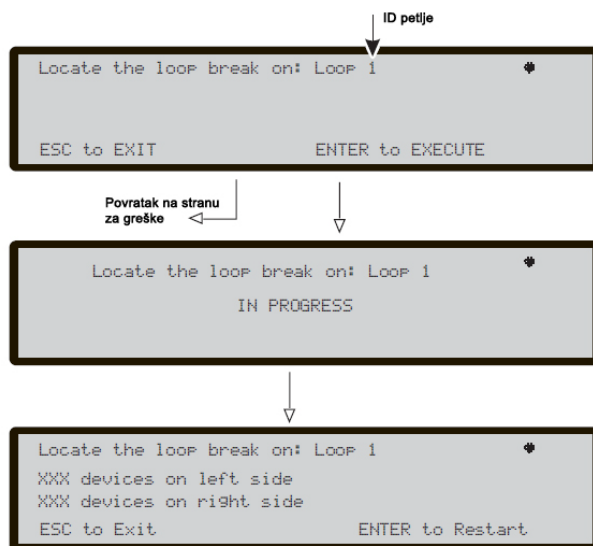 ID petlje
Locate the loop break on: Loop 1
ESC to EXIT ENTER to EXECUTE
Povratak na stranu
za greške
Locate the loop break on: Loop 1
IN PROGRESS
Locate the loop break on: Loop 1
XXX devices on left side
XXX devices on right side
ESC to Exit ENTER to Restart